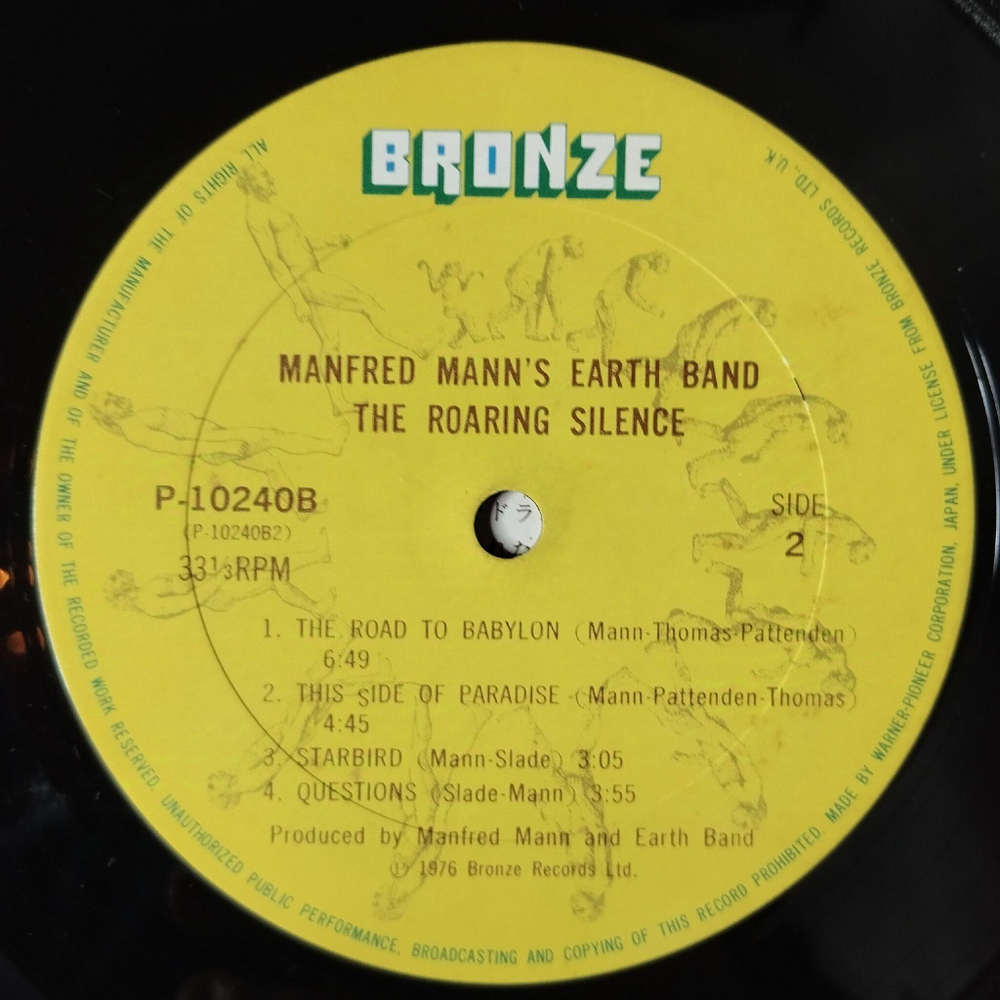 BRONZE
MANFRED MANN'S EARTH BAND
THE ROARING SILENCE
P-10240B
(P-10240B2)
33⅓RPM
SIDE
2
ドラ
1. THE ROAD TO BABYLON (Mann-Thomas-Pattenden)
6:49
2. THIS SIDE OF PARADISE (Mann-Pattenden-Thomas)
4:45
3. STARBIRD (Mann-Slade) 3:05
4. QUESTIONS (Slade-Mann) 3:55
Produced by Manfred Mann and Earth Band
Ⓟ 1976 Bronze Records Ltd.
ALL RIGHTS OF THE MANUFACTURER AND OF THE OWNER OF THE RECORDED WORK RESERVED. UNAUTHORIZED PUBLIC PERFORMANCE, BROADCASTING AND COPYING OF THIS RECORD PROHIBITED. MADE BY WARNER-PIONEER CORPORATION, JAPAN, UNDER LICENSE FROM BRONZE RECORDS LTD., U.K.